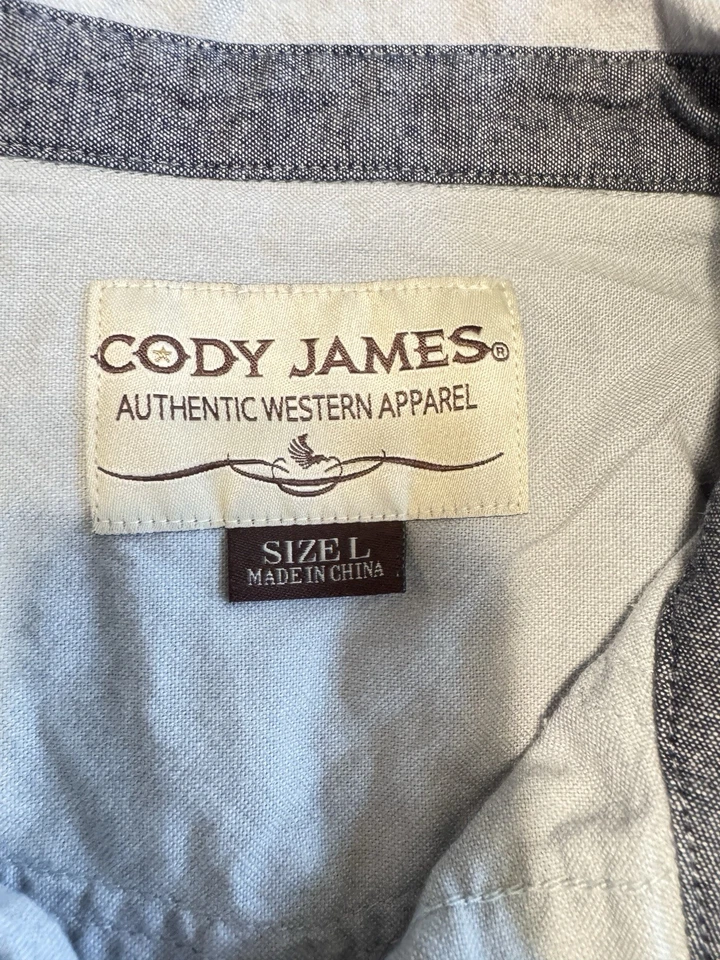 CODY JAMES®
AUTHENTIC WESTERN APPAREL
SIZE L
MADE IN CHINA